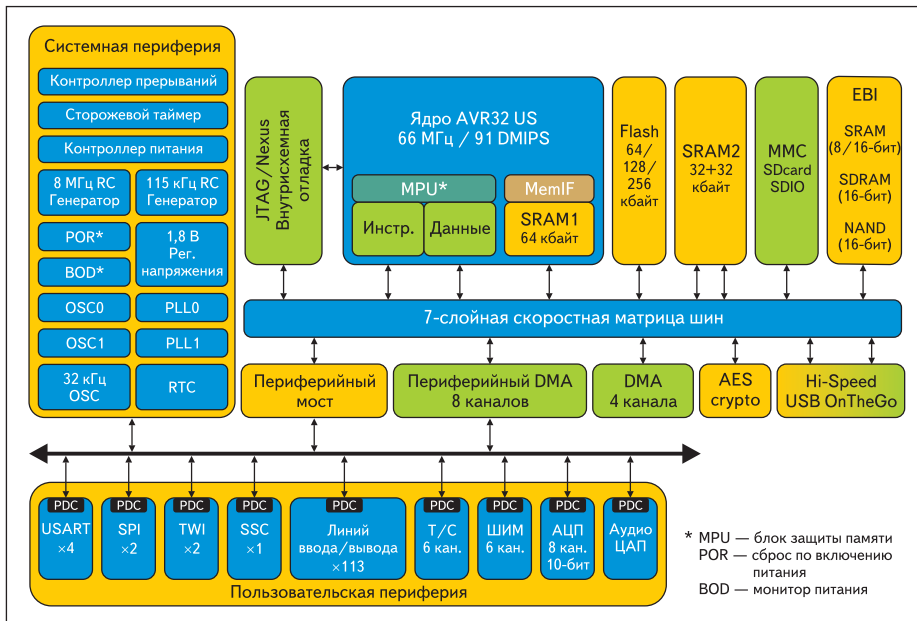 Системная периферия
Контроллер прерываний
Сторожевой таймер
Контроллер питания
8 МГц RC
Генератор
115 кГц RC
Генератор
POR*
BOD*
1,8 В
Рег.
напряжения
OSC0
PLL0
OSC1
PLL1
32 кГц
OSC
RTC
JTAG/Nexus
Внутрисхемная
отладка
Ядро AVR32 US
66 МГц / 91 DMIPS
MPU*
Инстр.
Данные
MemIF
SRAM1
64 кбайт
Flash
64/
128/
256
кбайт
SRAM2
32+32
кбайт
MMC
SDcard
SDIO
EBI
SRAM
(8/16-бит)
SDRAM
(16-бит)
NAND
(16-бит)
7-слойная скоростная матрица шин
Периферийный
мост
Периферийный DMA
8 каналов
DMA
4 канала
AES
crypto
Hi-Speed
USB OnTheGo
PDC
USART
×4
PDC
SPI
×2
PDC
TWI
×2
PDC
SSC
×1
PDC
Линий
ввода/вывода
×113
PDC
T/C
6 кан.
PDC
ШИМ
6 кан.
PDC
АЦП
8 кан.
10-бит
PDC
Аудио
ЦАП
Пользовательская периферия
* MPU — блок защиты памяти
POR — сброс по включению
питания
BOD — монитор питания